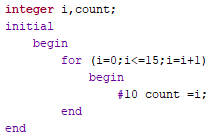 integer i,count;
initial
begin
for (i=0;i<=15;i=i+1)
begin
#10 count =i;
end
end